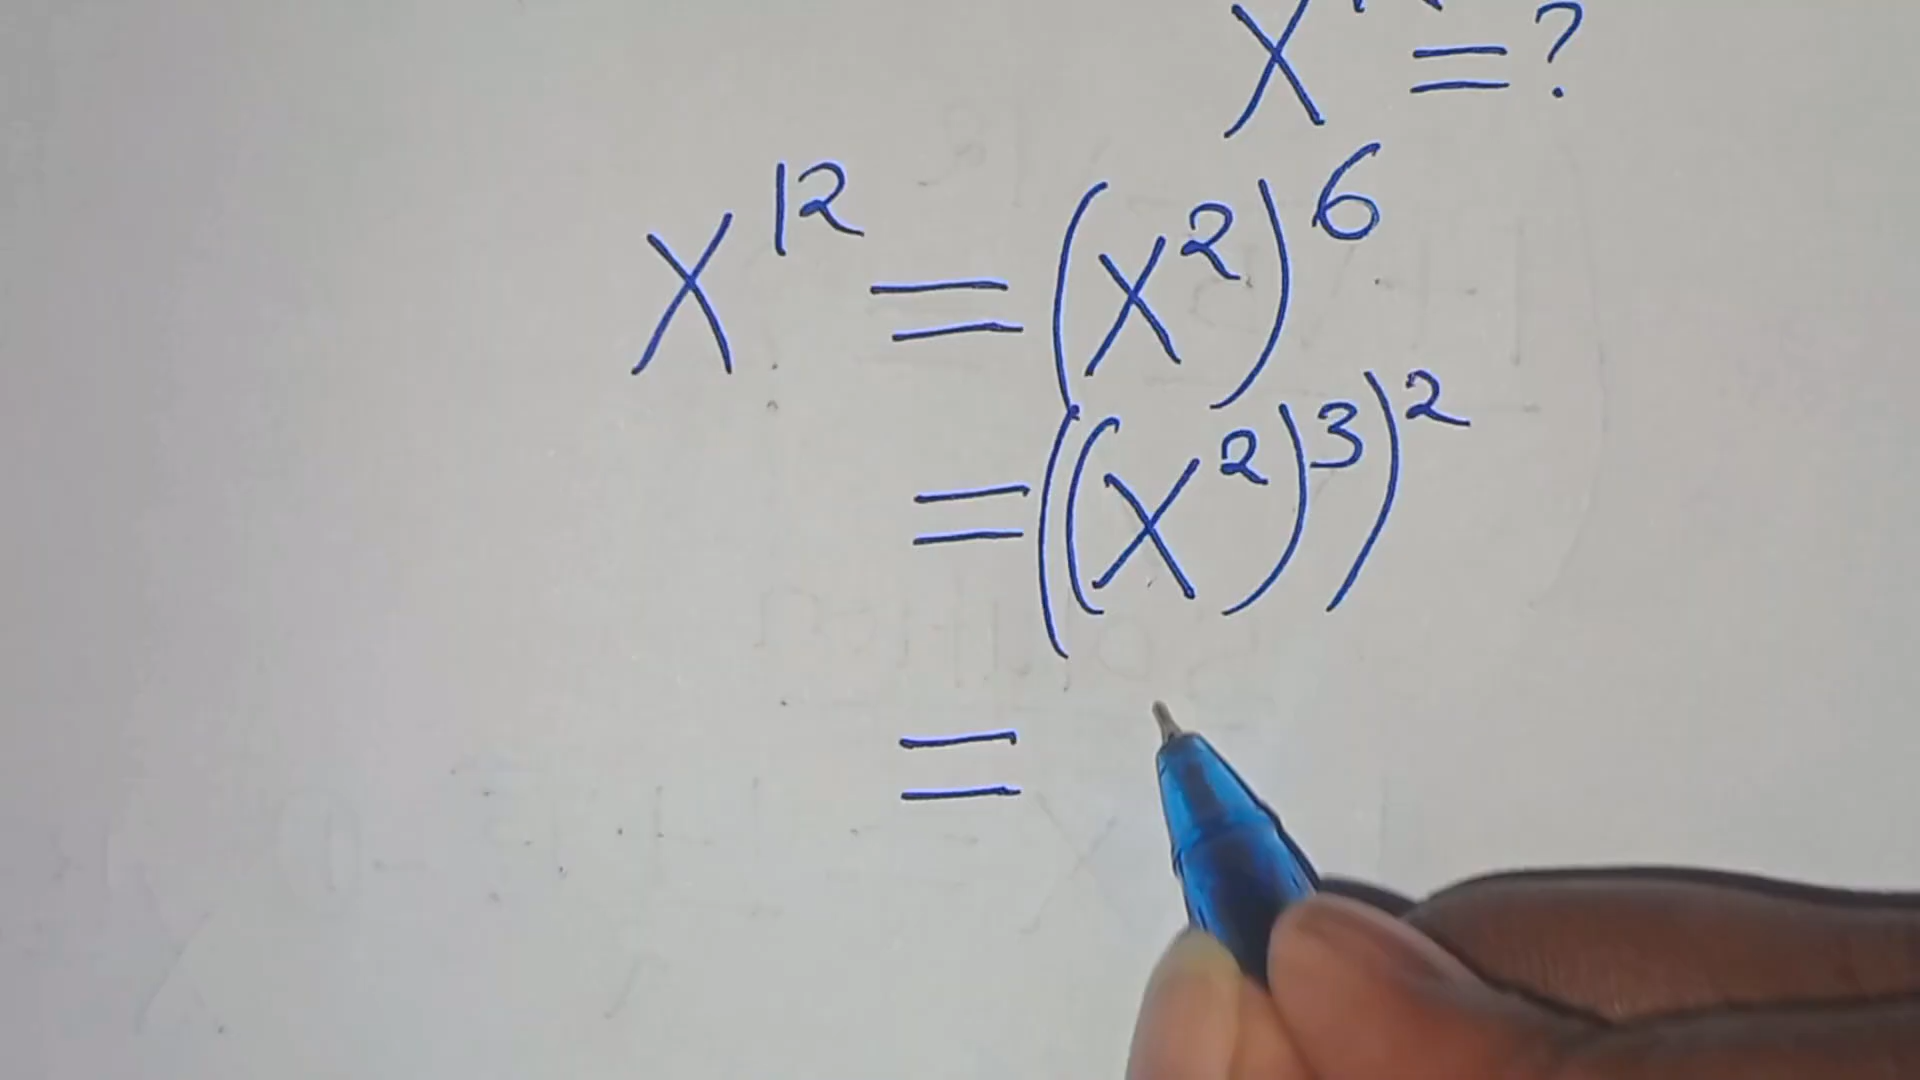 X = ?
X¹² = (X²)⁶
= ((X²)³)²
=